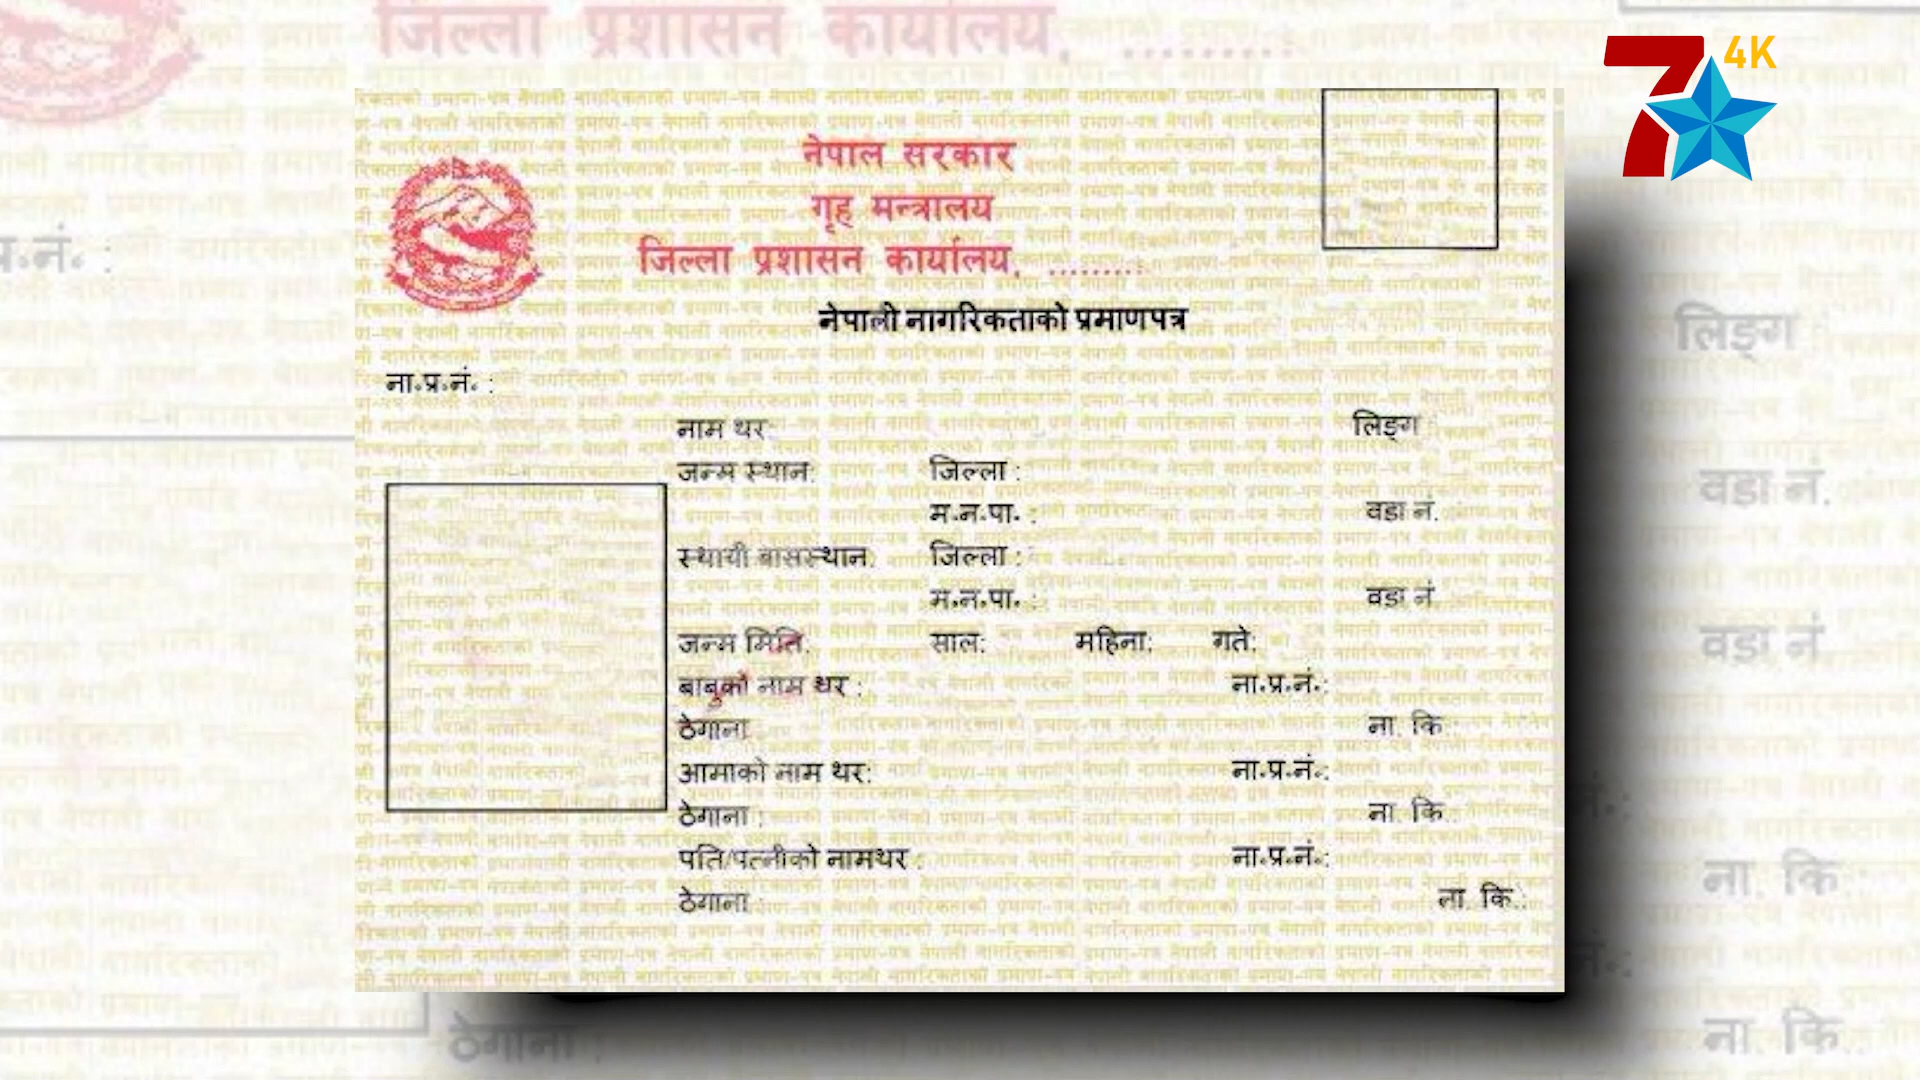 7 4K
नेपाल सरकार
गृह मन्त्रालय
जिल्ला प्रशासन कार्यालय, .........
नेपाली नागरिकताको प्रमाणपत्र
ना.प्र.नं. :
नाम थर: लिङ्ग :
जन्म स्थान: जिल्ला :
म.न.पा. : वडा नं.
स्थायी बासस्थान: जिल्ला :
म.न.पा. : वडा नं
जन्म मिति: साल: महिना: गते:
बाबुको नाम थर : ना.प्र.नं.:
ठेगाना ना. कि.:
आमाको नाम थर: ना.प्र.नं.:
ठेगाना : ना. कि.:
पति/पत्नीको नामथर : ना.प्र.नं.:
ठेगाना : ना. कि.: